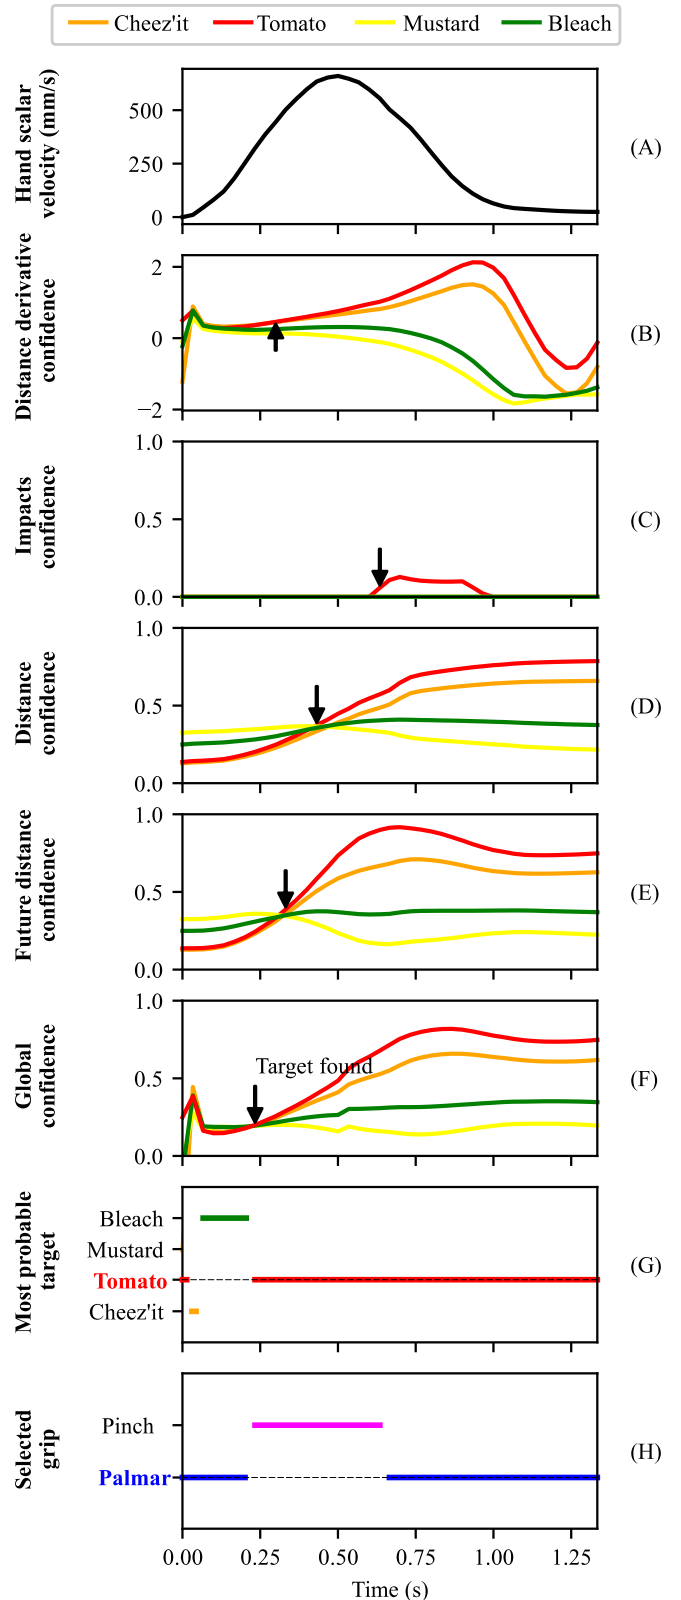 Cheez'it Tomato Mustard Bleach
Hand scalar
velocity (mm/s)
500
250
0
(A)
Distance derivative
confidence
2
0
−2
(B)
Impacts
confidence
1.0
0.5
0.0
(C)
Distance
confidence
1.0
0.5
0.0
(D)
Future distance
confidence
1.0
0.5
0.0
(E)
Global
confidence
1.0
0.5
0.0
Target found
(F)
Most probable
target
Bleach
Mustard
Tomato
Cheez'it
(G)
Selected
grip
Pinch
Palmar
(H)
0.00 0.25 0.50 0.75 1.00 1.25
Time (s)